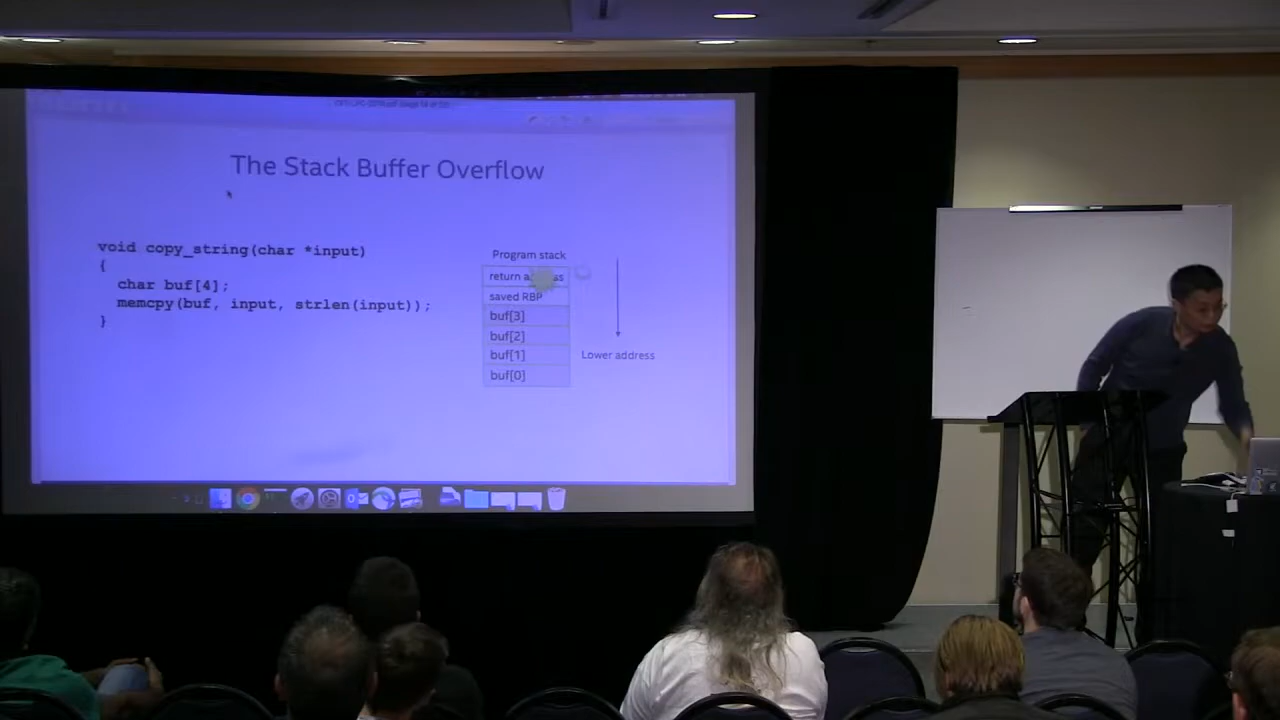 The Stack Buffer Overflow
void copy_string(char *input)
{
char buf[4];
memcpy(buf, input, strlen(input));
}
Program stack
return
saved RBP
buf[3]
buf[2]
buf[1]
buf[0]
Lower address